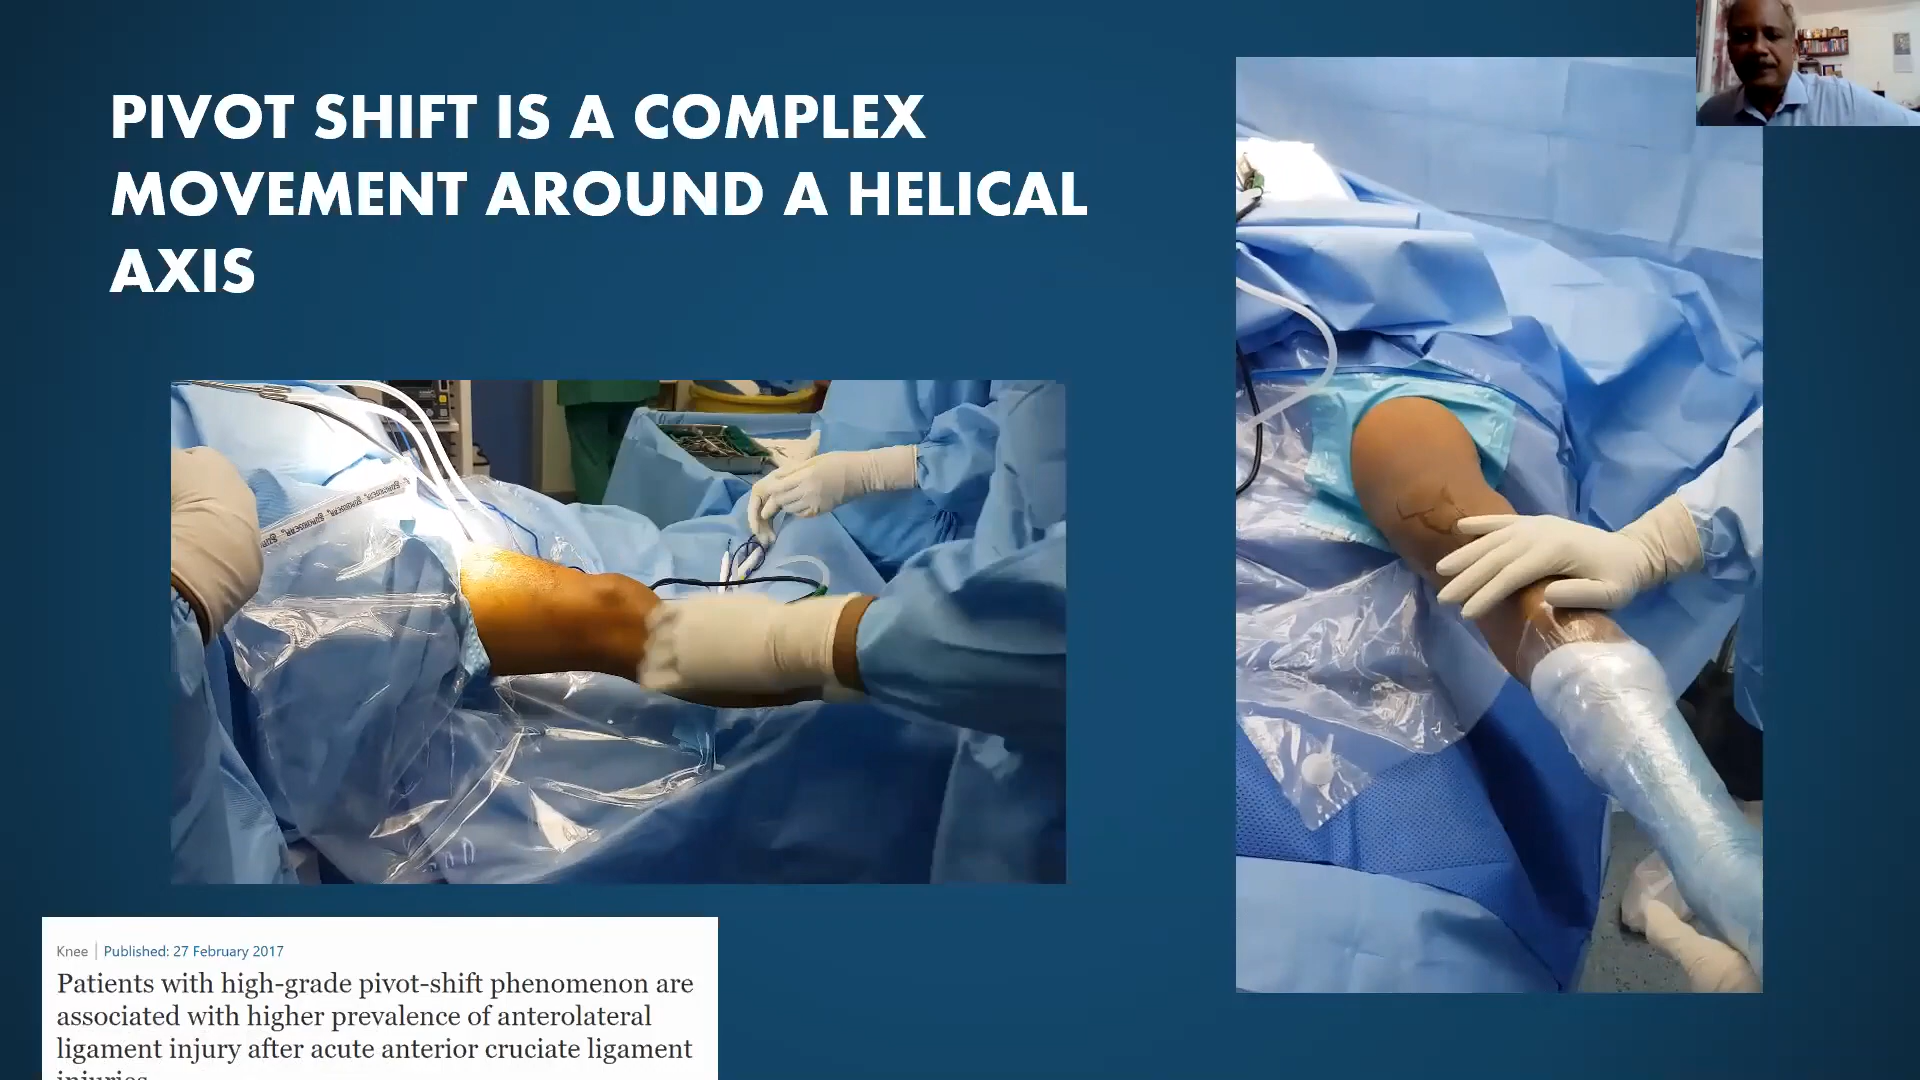 PIVOT SHIFT IS A COMPLEX
MOVEMENT AROUND A HELICAL
AXIS
Knee | Published: 27 February 2017
Patients with high-grade pivot-shift phenomenon are
associated with higher prevalence of anterolateral
ligament injury after acute anterior cruciate ligament
injuries